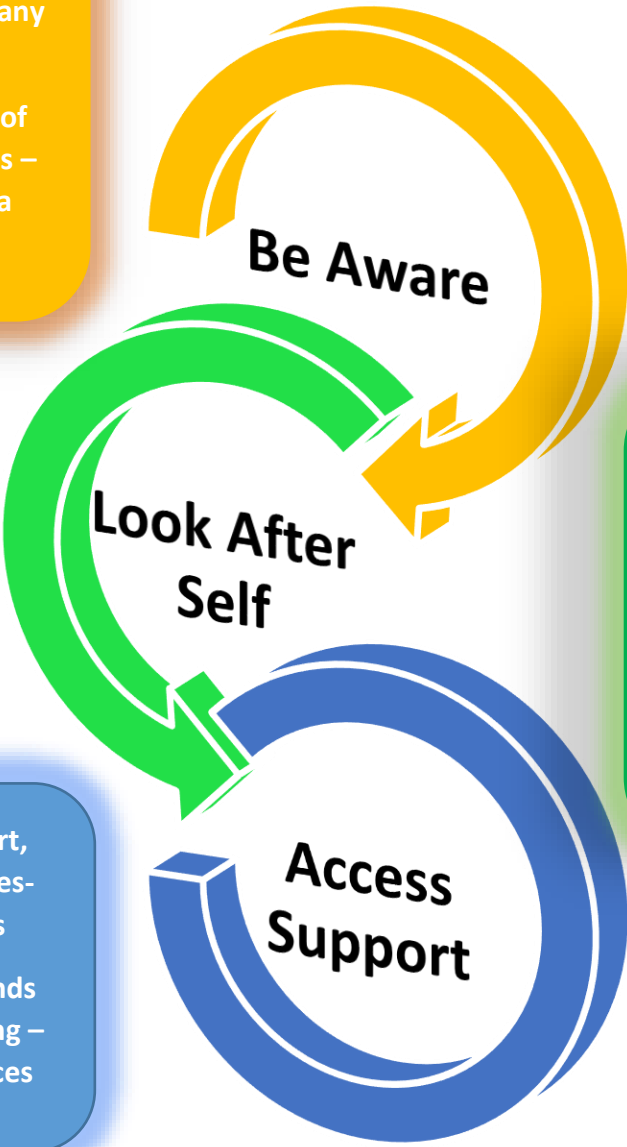 any
of
s –
a
Be Aware
Look After
Self
rt,
es-
s
nds
ng –
ces
Access
Support